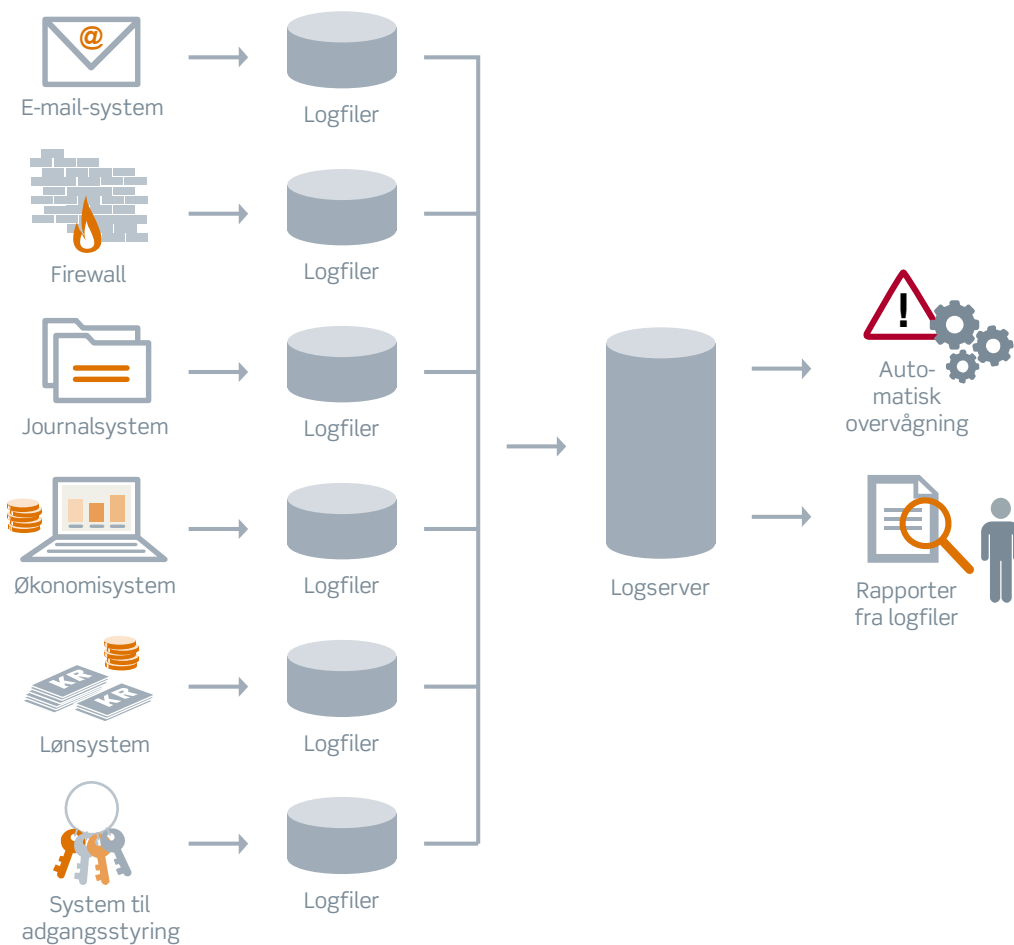 @
E-mail-system
Logfiler
Firewall
Logfiler
Journalsystem
Logfiler
Økonomisystem
Logfiler
KR
KR
Lønsystem
Logfiler
System til
adgangsstyring
Logfiler
Logserver
!
Auto-
matisk
overvågning
Rapporter
fra logfiler